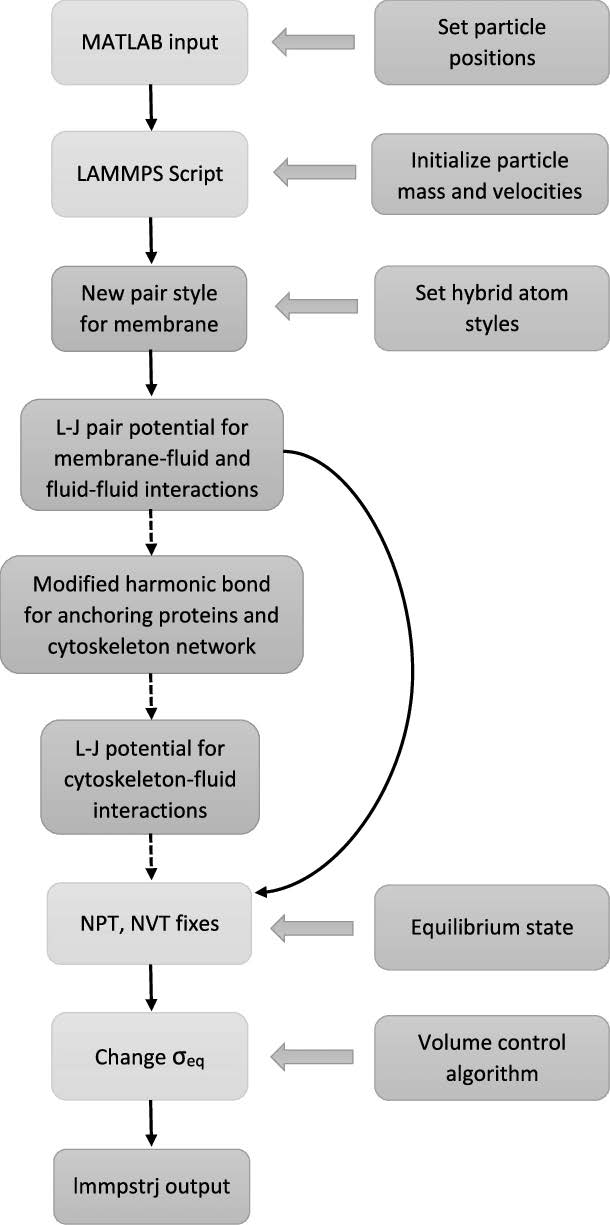 MATLAB input
Set particle
positions
LAMMPS Script
Initialize particle
mass and velocities
New pair style
for membrane
Set hybrid atom
styles
L-J pair potential for
membrane-fluid and
fluid-fluid interactions
Modified harmonic bond
for anchoring proteins and
cytoskeleton network
L-J potential for
cytoskeleton-fluid
interactions
NPT, NVT fixes
Equilibrium state
Change σeq
Volume control
algorithm
lmmpstrj output